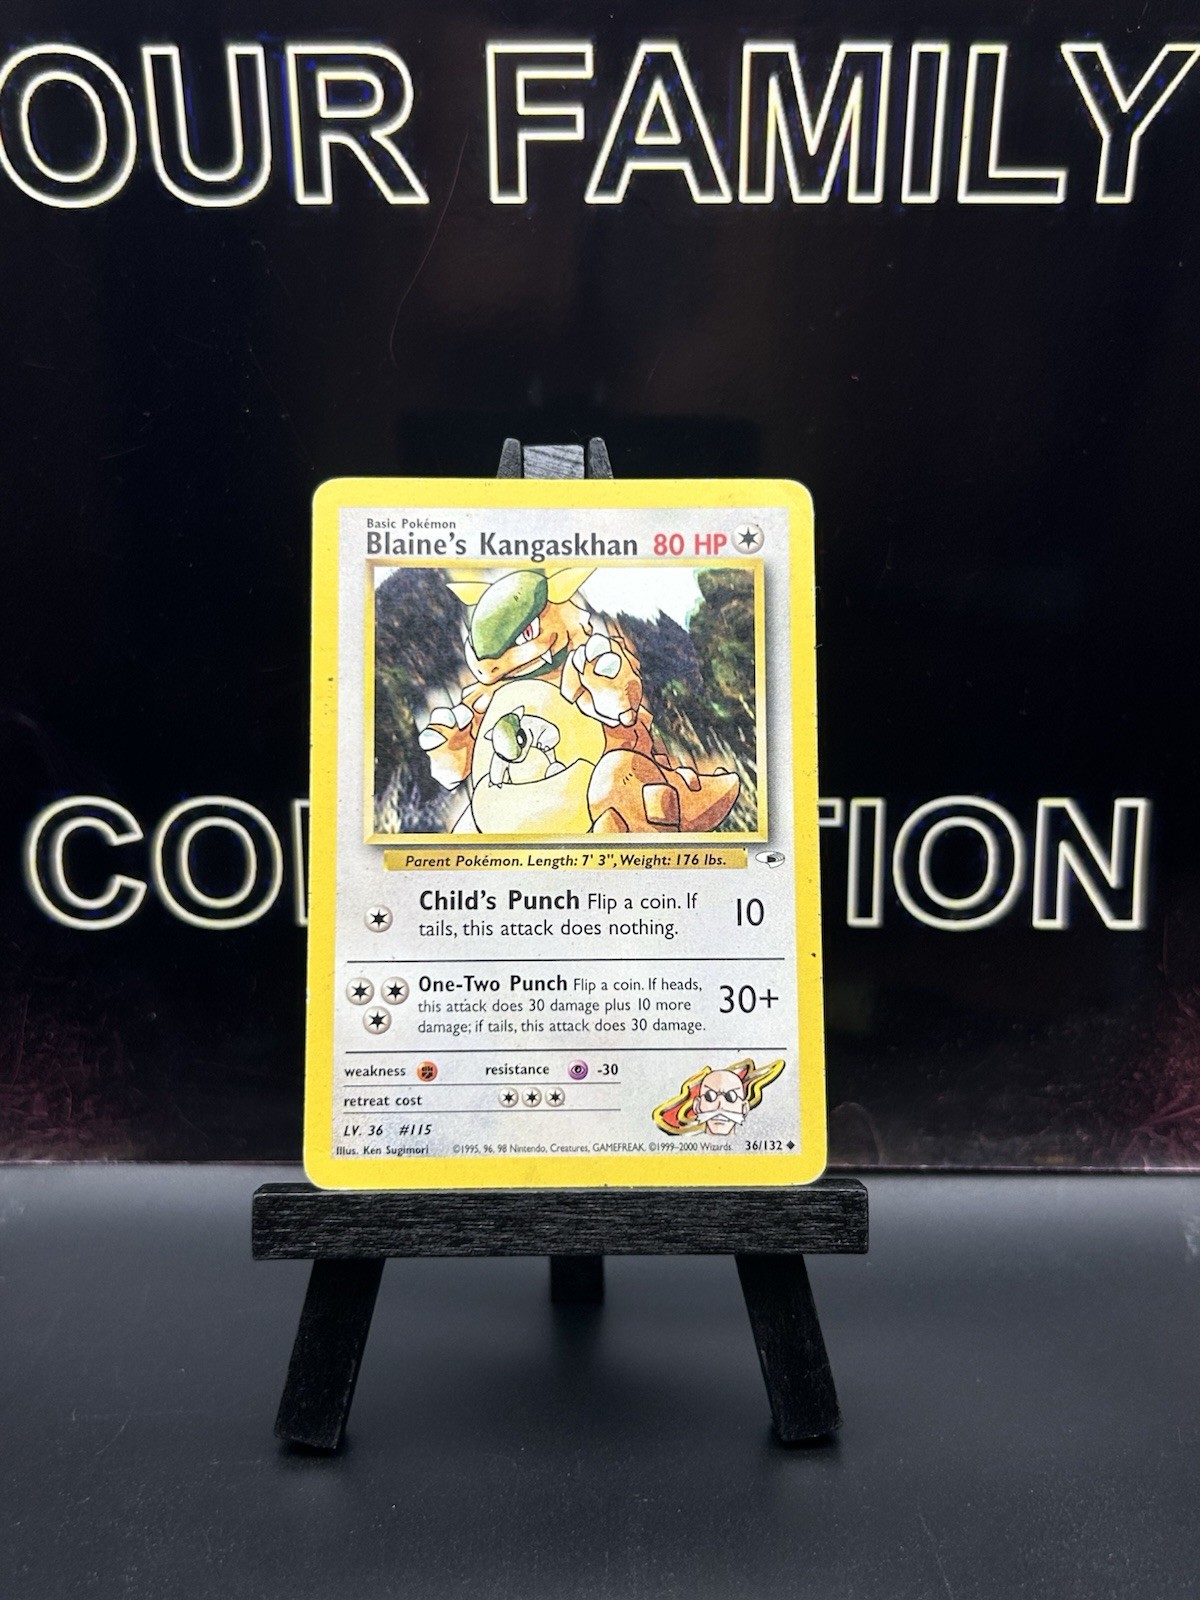 OUR FAMILY
Basic Pokémon
Blaine's Kangaskhan 80 HP
Parent Pokémon. Length: 7' 3", Weight: 176 lbs.
CO TION
Child's Punch Flip a coin. If
tails, this attack does nothing. 10
One-Two Punch Flip a coin. If heads,
this attack does 30 damage plus 10 more
damage; if tails, this attack does 30 damage. 30+
weakness resistance -30
retreat cost
LV. 36 #115
Illus. Ken Sugimori ©1995, 96, 98 Nintendo, Creatures, GAMEFREAK. ©1999-2000 Wizards. 36/132